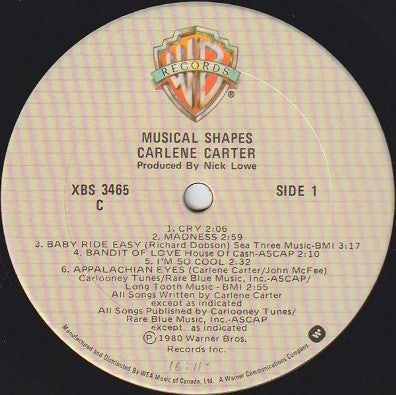 WB
RECORDS
®
MUSICAL SHAPES
CARLENE CARTER
Produced By Nick Lowe
XBS 3465
C
SIDE 1
1. CRY 2:06
2. MADNESS 2:59
3. BABY RIDE EASY (Richard Dobson) Sea Three Music-BMI 3:17
4. BANDIT OF LOVE House Of Cash-ASCAP 2:10
5. I'M SO COOL 2:32
6. APPALACHIAN EYES (Carlene Carter/John McFee)
Carlooney Tunes/Rare Blue Music, Inc.-ASCAP/
Long Tooth Music - BMI 2:55
All Songs Written by Carlene Carter
except as indicated
All Songs Published by Carlooney Tunes/
Rare Blue Music, Inc.-ASCAP
except, as indicated
℗ 1980 Warner Bros.
Records Inc.
Manufactured and Distributed By WEA Music of Canada, Ltd. A Warner Communications Company
16:11